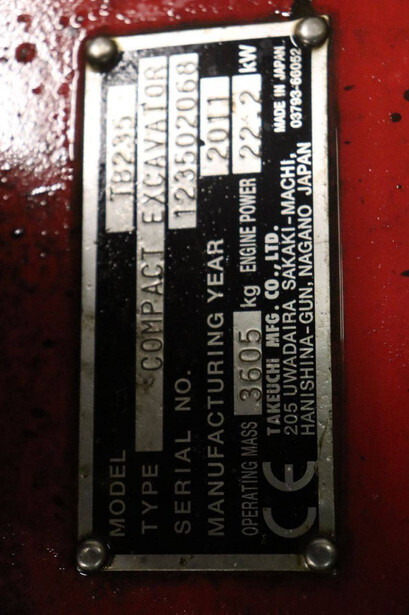 MODEL TB235
TYPE COMPACT EXCAVATOR
SERIAL NO. 123502068
MANUFACTURING YEAR 2011
OPERATING MASS 3605 kg ENGINE POWER 22.2 kW
CE TAKEUCHI MFG. CO.,LTD. MADE IN JAPAN
205 UWADAIRA SAKAKI-MACHI, 03793-66052
HANISHINA-GUN, NAGANO JAPAN